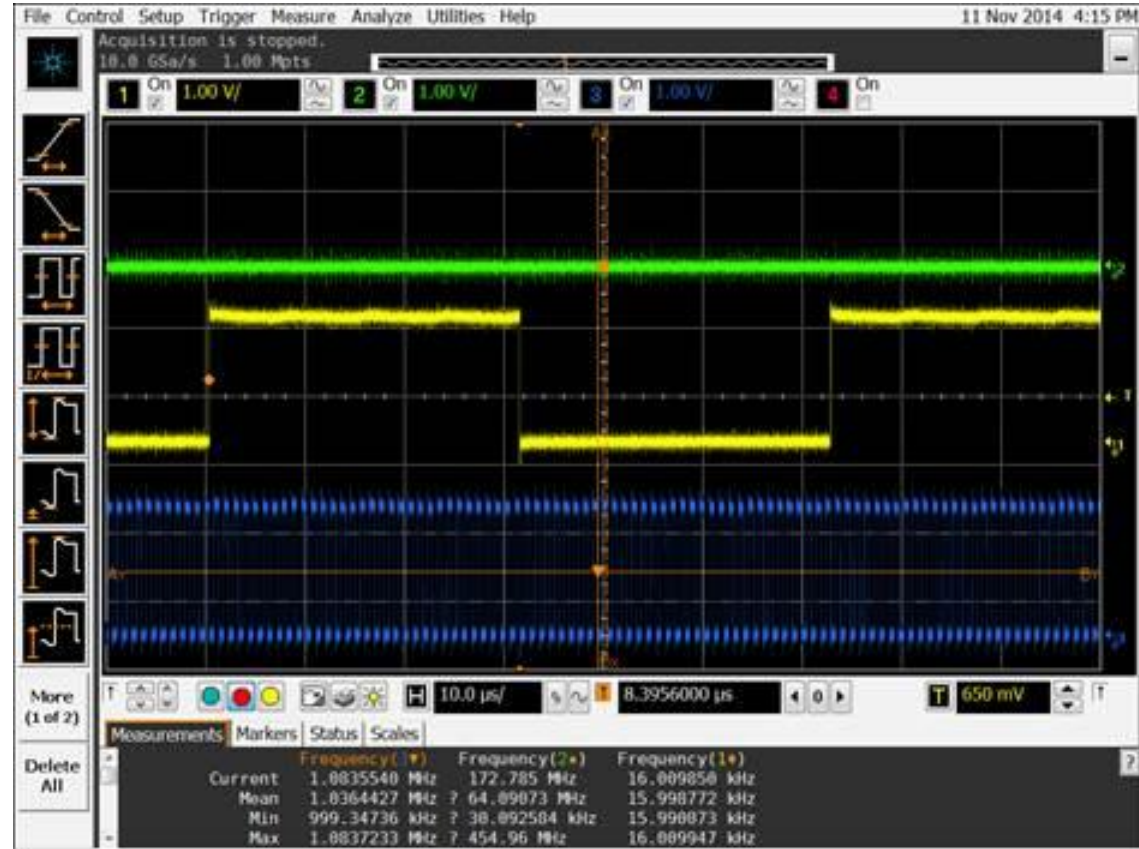 File Control Setup Trigger Measure Analyze Utilities Help 11 Nov 2014 4:15 PM
Acquisition is stopped.
10.0 GSa/s 1.00 Mpts
1 On 1.00 V/ 2 On 1.00 V/ 3 On 1.00 V/ 4 On
More
(1 of 2)
Delete
All
H 10.0 µs/ 8.3956000 µs 0 T 650 mV
Measurements Markers Status Scales
Frequency( ) Frequency(2) Frequency(1)
Current 1.0835540 MHz 172.785 MHz 16.009850 kHz
Mean 1.0364427 MHz ? 64.09073 MHz 15.998772 kHz
Min 999.34736 kHz ? 30.092584 kHz 15.990873 kHz
Max 1.0837233 MHz ? 454.96 MHz 16.009947 kHz